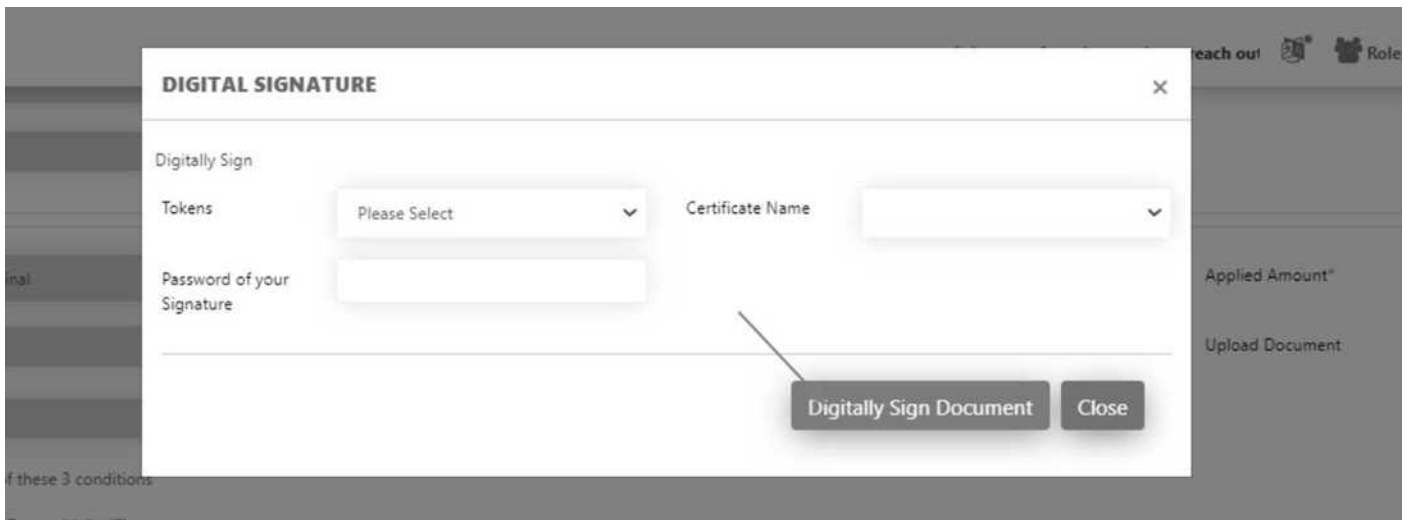 reach out
Role
DIGITAL SIGNATURE
×
Digitally Sign
Tokens
Please Select
Certificate Name
Password of your
Signature
inal
Applied Amount*
Upload Document
Digitally Sign Document
Close
of these 3 conditions